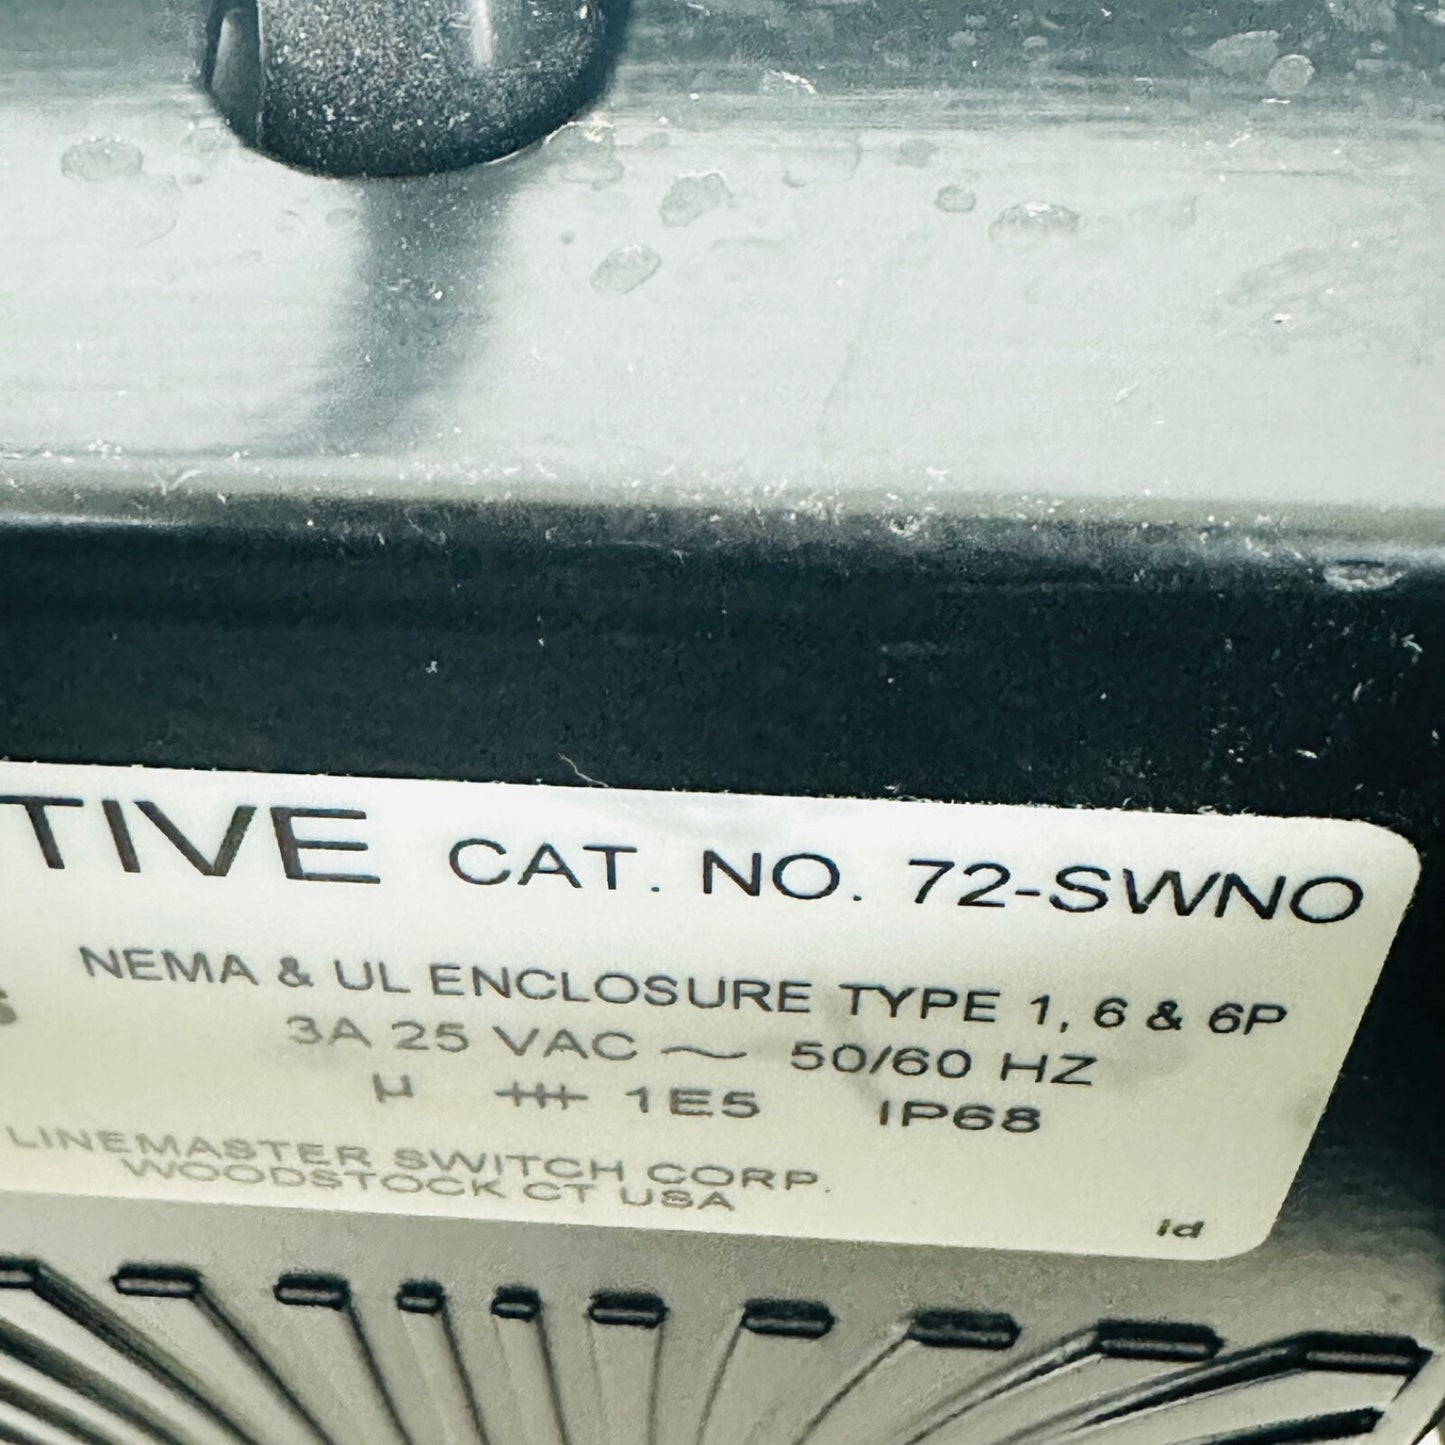 TIVE CAT. NO. 72-SWNO
NEMA & UL ENCLOSURE TYPE 1, 6 & 6P
S
3A 25 VAC ~ 50/60 HZ
µ 1E5 IP68
LINEMASTER SWITCH CORP.
WOODSTOCK CT USA
ld